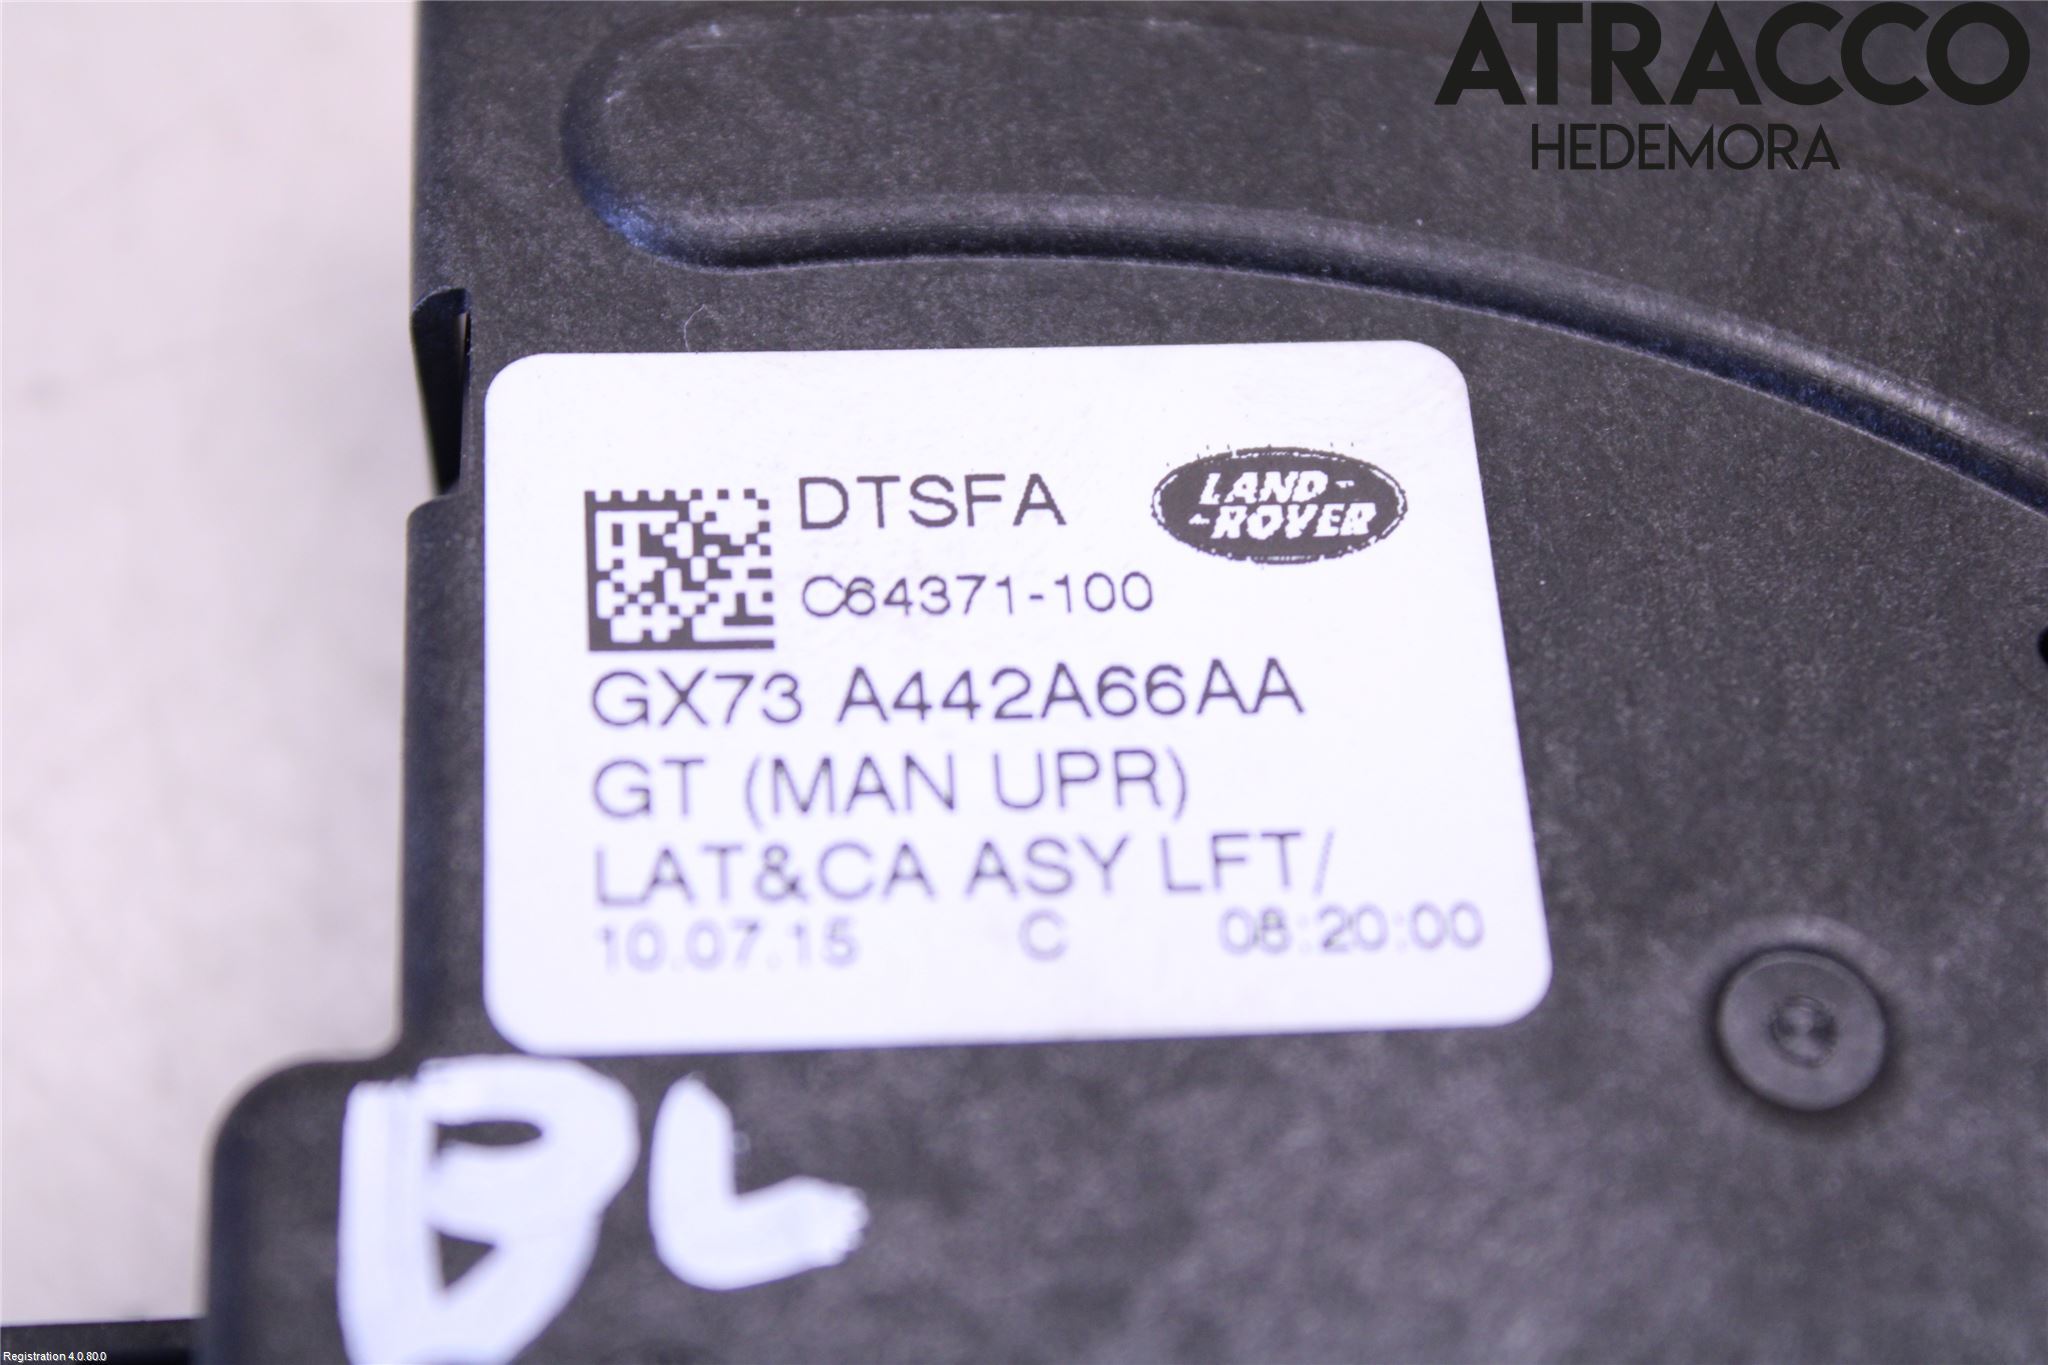 ATRACCO
HEDEMORA
DTSFA
LAND
ROVER
C64371-100
GX73 A442A66AA
GT (MAN UPR)
LAT&CA ASY LFT/
10.07.15 C 08:20:00
BL
Registration 4.0.80.0